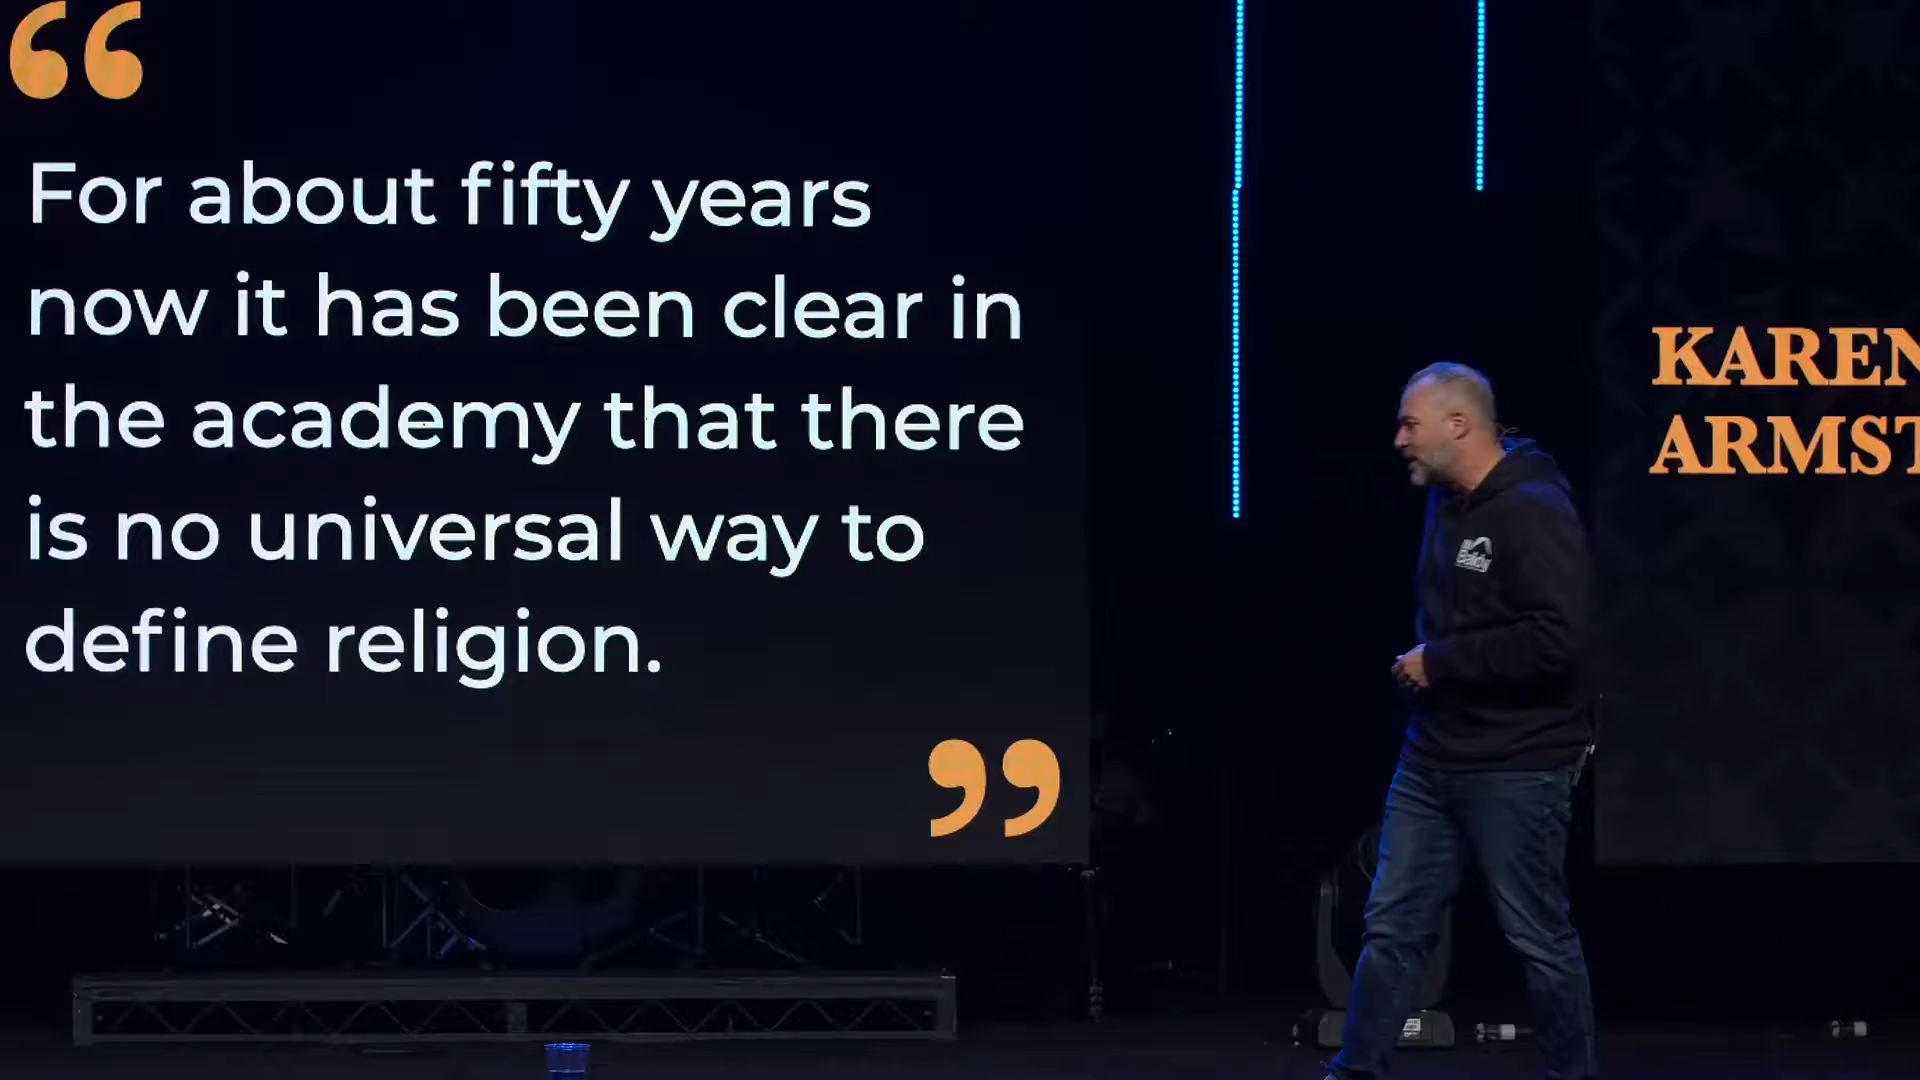 “
For about fifty years
now it has been clear in
the academy that there
is no universal way to
define religion.
”
KAREN
ARMST